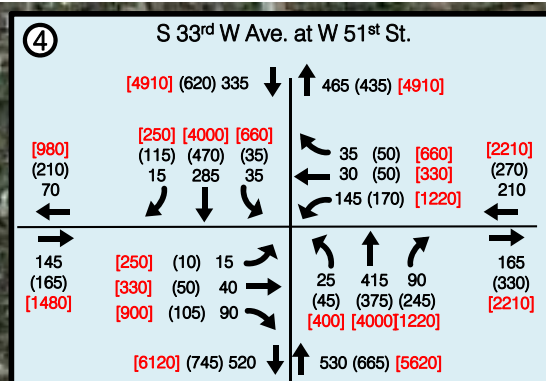 4
S 33rd W Ave. at W 51st St.
[4910] (620) 335
465 (435) [4910]
[250] [4000] [660]
(115) (470) (35)
15 285 35
[980]
(210)
70
35 (50) [660]
30 (50) [330]
145 (170) [1220]
[2210]
(270)
210
145
(165)
[1480]
[250] (10) 15
[330] (50) 40
[900] (105) 90
25 415 90
(45) (375) (245)
[400] [4000] [1220]
165
(330)
[2210]
[6120] (745) 520
530 (665) [5620]